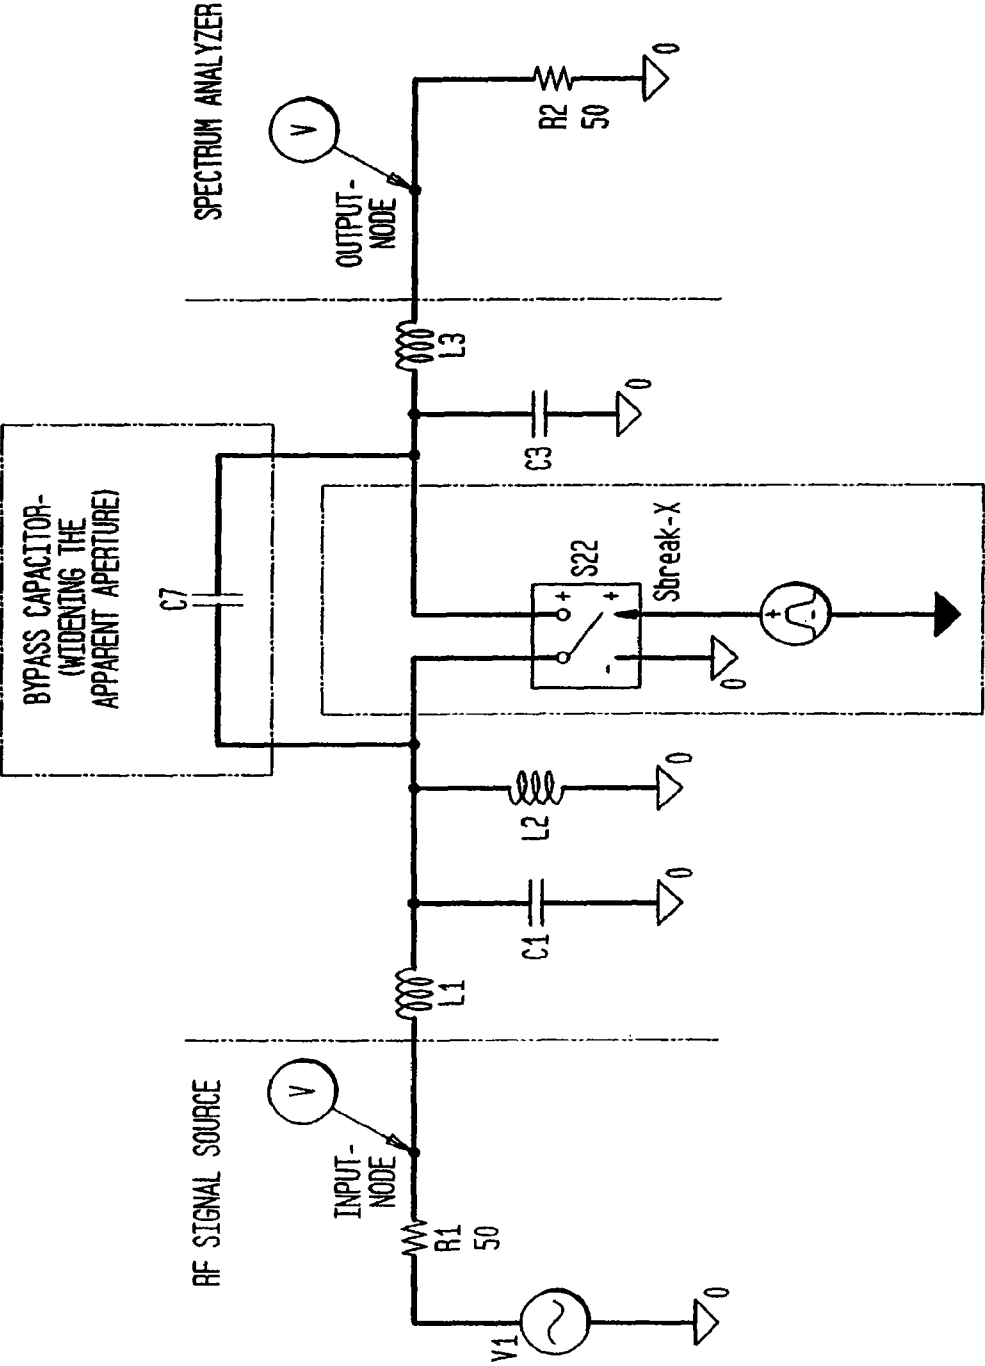 RF SIGNAL SOURCE
SPECTRUM ANALYZER
BYPASS CAPACITOR-
(WIDENING THE
APPARENT APERTURE)
C7
V
V
INPUT-
NODE
OUTPUT-
NODE
R1
50
L1
L3
V1
0
C1
0
L2
0
S22
+
+
-
Sbreak-X
0
+
-
C3
0
R2
50
0